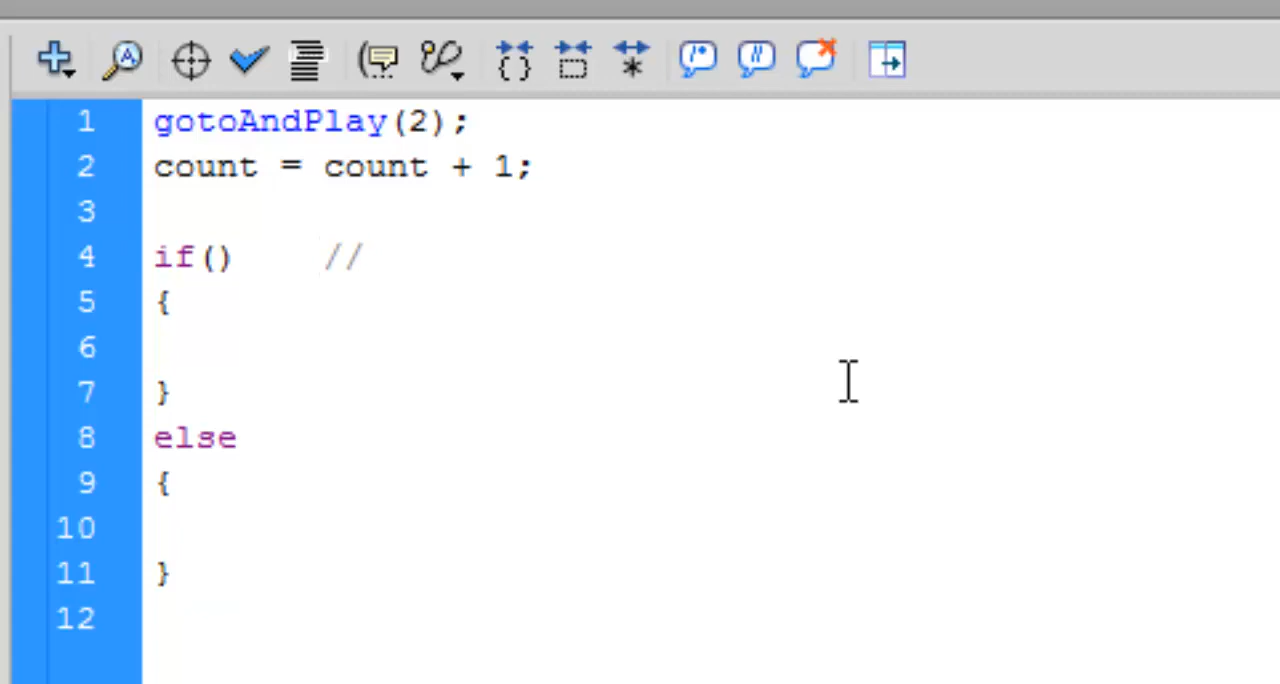 1 gotoAndPlay(2);
2 count = count + 1;
3
4 if() //
5 {
6
7 }
8 else
9 {
10
11 }
12